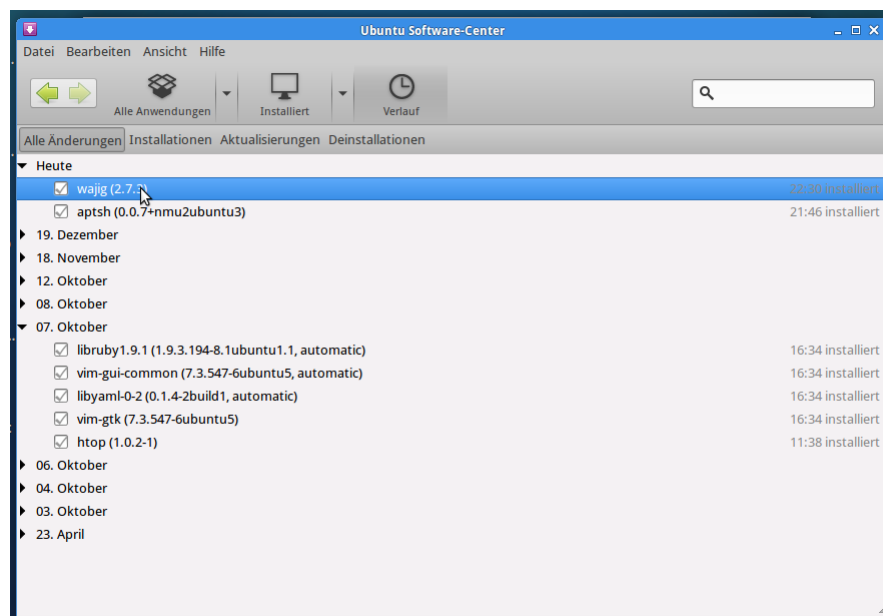 Ubuntu Software-Center
Datei Bearbeiten Ansicht Hilfe
Alle Anwendungen Installiert Verlauf
Alle Änderungen Installationen Aktualisierungen Deinstallationen
Heute
wajig (2.7.3) 22:30 installiert
aptsh (0.0.7+nmu2ubuntu3) 21:46 installiert
19. Dezember
18. November
12. Oktober
08. Oktober
07. Oktober
libruby1.9.1 (1.9.3.194-8.1ubuntu1.1, automatic) 16:34 installiert
vim-gui-common (7.3.547-6ubuntu5, automatic) 16:34 installiert
libyaml-0-2 (0.1.4-2build1, automatic) 16:34 installiert
vim-gtk (7.3.547-6ubuntu5) 16:34 installiert
htop (1.0.2-1) 11:38 installiert
06. Oktober
04. Oktober
03. Oktober
23. April